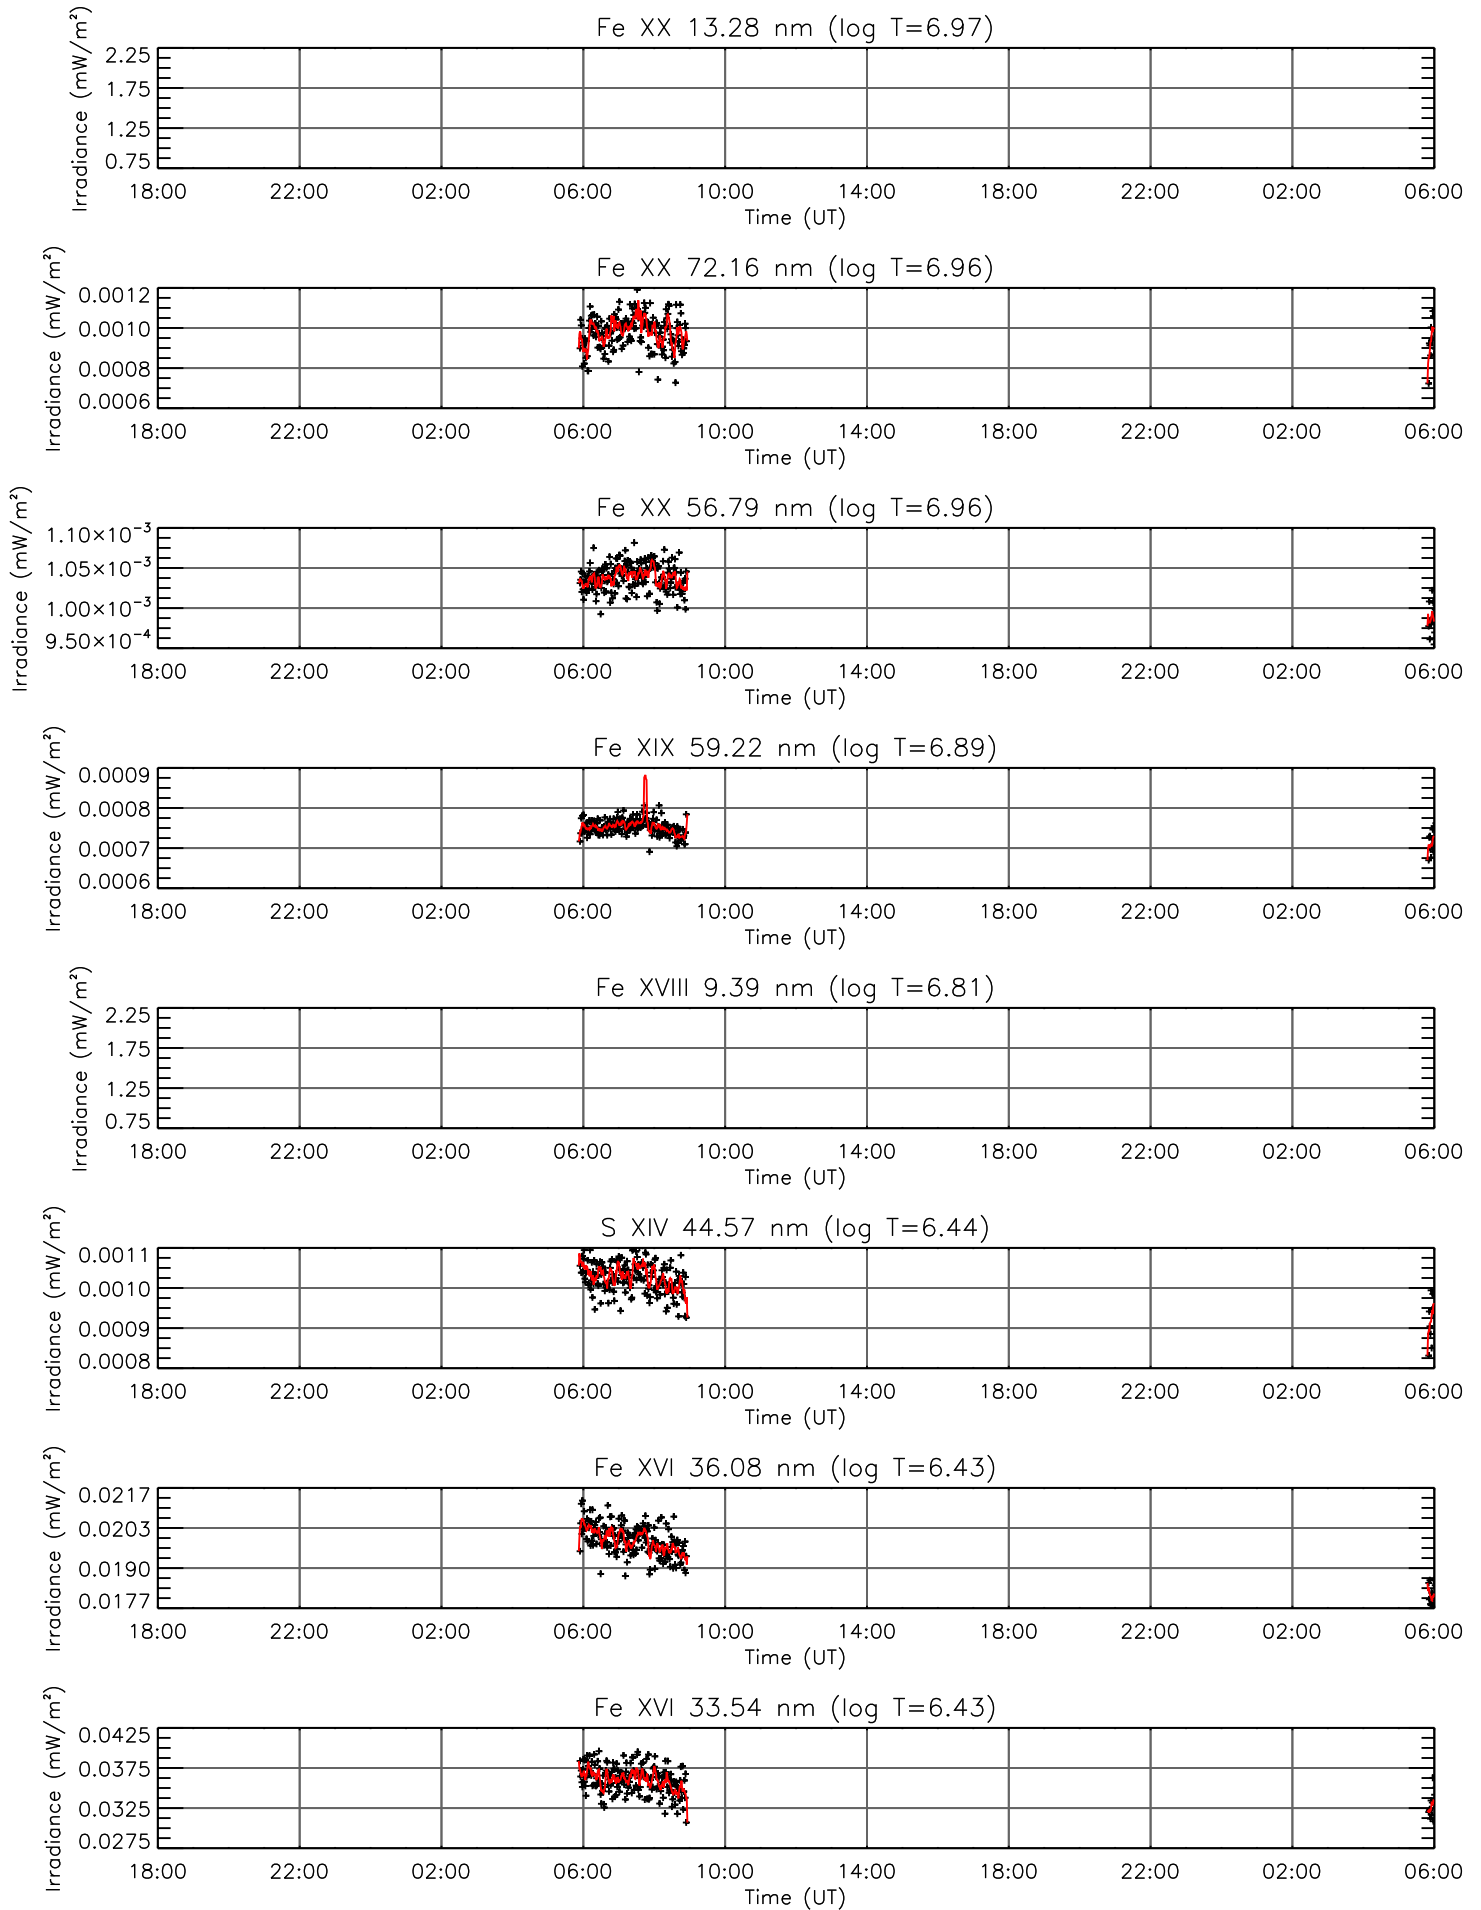 Fe XX 13.28 nm (log T=6.97)
Irradiance (mW/m²)
2.25
1.75
1.25
0.75
18:00 22:00 02:00 06:00 10:00 14:00 18:00 22:00 02:00 06:00
Time (UT)
Fe XX 72.16 nm (log T=6.96)
Irradiance (mW/m²)
0.0012
0.0010
0.0008
0.0006
18:00 22:00 02:00 06:00 10:00 14:00 18:00 22:00 02:00 06:00
Time (UT)
Fe XX 56.79 nm (log T=6.96)
Irradiance (mW/m²)
1.10×10⁻³
1.05×10⁻³
1.00×10⁻³
9.50×10⁻⁴
18:00 22:00 02:00 06:00 10:00 14:00 18:00 22:00 02:00 06:00
Time (UT)
Fe XIX 59.22 nm (log T=6.89)
Irradiance (mW/m²)
0.0009
0.0008
0.0007
0.0006
18:00 22:00 02:00 06:00 10:00 14:00 18:00 22:00 02:00 06:00
Time (UT)
Fe XVIII 9.39 nm (log T=6.81)
Irradiance (mW/m²)
2.25
1.75
1.25
0.75
18:00 22:00 02:00 06:00 10:00 14:00 18:00 22:00 02:00 06:00
Time (UT)
S XIV 44.57 nm (log T=6.44)
Irradiance (mW/m²)
0.0011
0.0010
0.0009
0.0008
18:00 22:00 02:00 06:00 10:00 14:00 18:00 22:00 02:00 06:00
Time (UT)
Fe XVI 36.08 nm (log T=6.43)
Irradiance (mW/m²)
0.0217
0.0203
0.0190
0.0177
18:00 22:00 02:00 06:00 10:00 14:00 18:00 22:00 02:00 06:00
Time (UT)
Fe XVI 33.54 nm (log T=6.43)
Irradiance (mW/m²)
0.0425
0.0375
0.0325
0.0275
18:00 22:00 02:00 06:00 10:00 14:00 18:00 22:00 02:00 06:00
Time (UT)